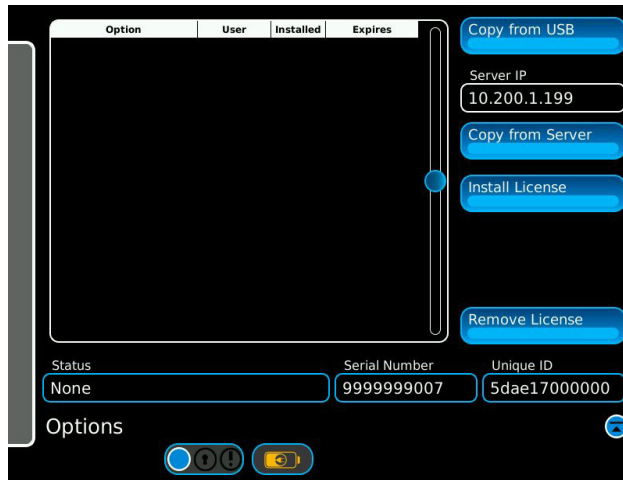 Option User Installed Expires
Copy from USB
Server IP
10.200.1.199
Copy from Server
Install License
Remove License
Status Serial Number Unique ID
None 9999999007 5dae17000000
Options